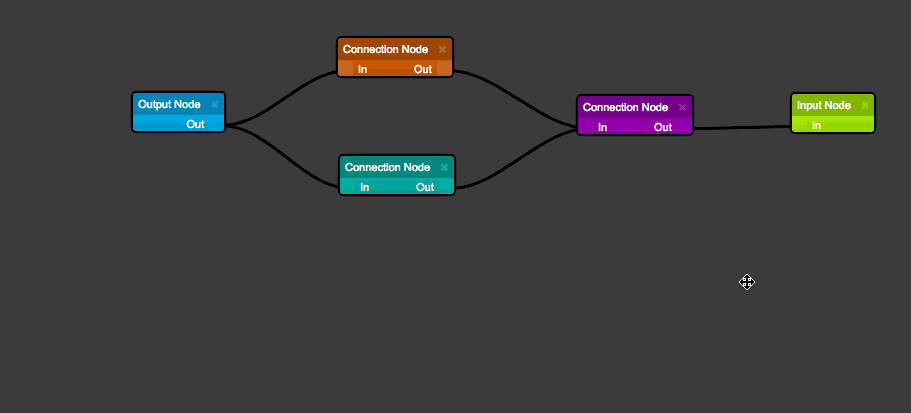 Connection Node
In Out
Output Node
Out
Connection Node
In Out
Input Node
In
Connection Node
In Out